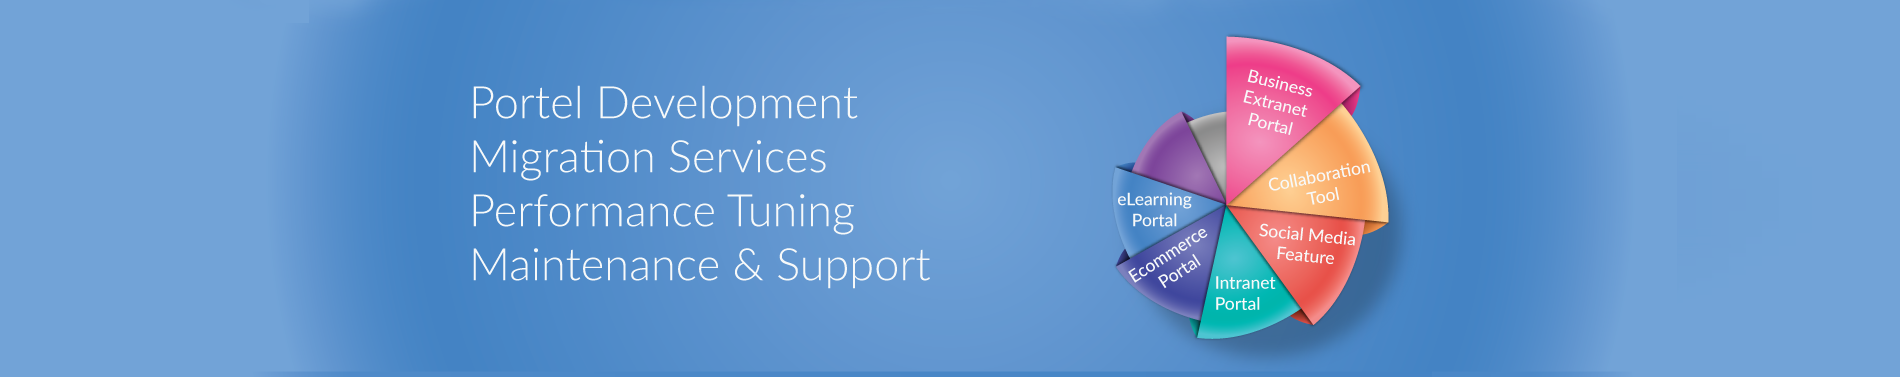 Portel Development
Migration Services
Performance Tuning
Maintenance & Support
Business
Extranet
Portal
Collaboration
Tool
Social Media
Feature
Intranet
Portal
Ecommerce
Portal
eLearning
Portal